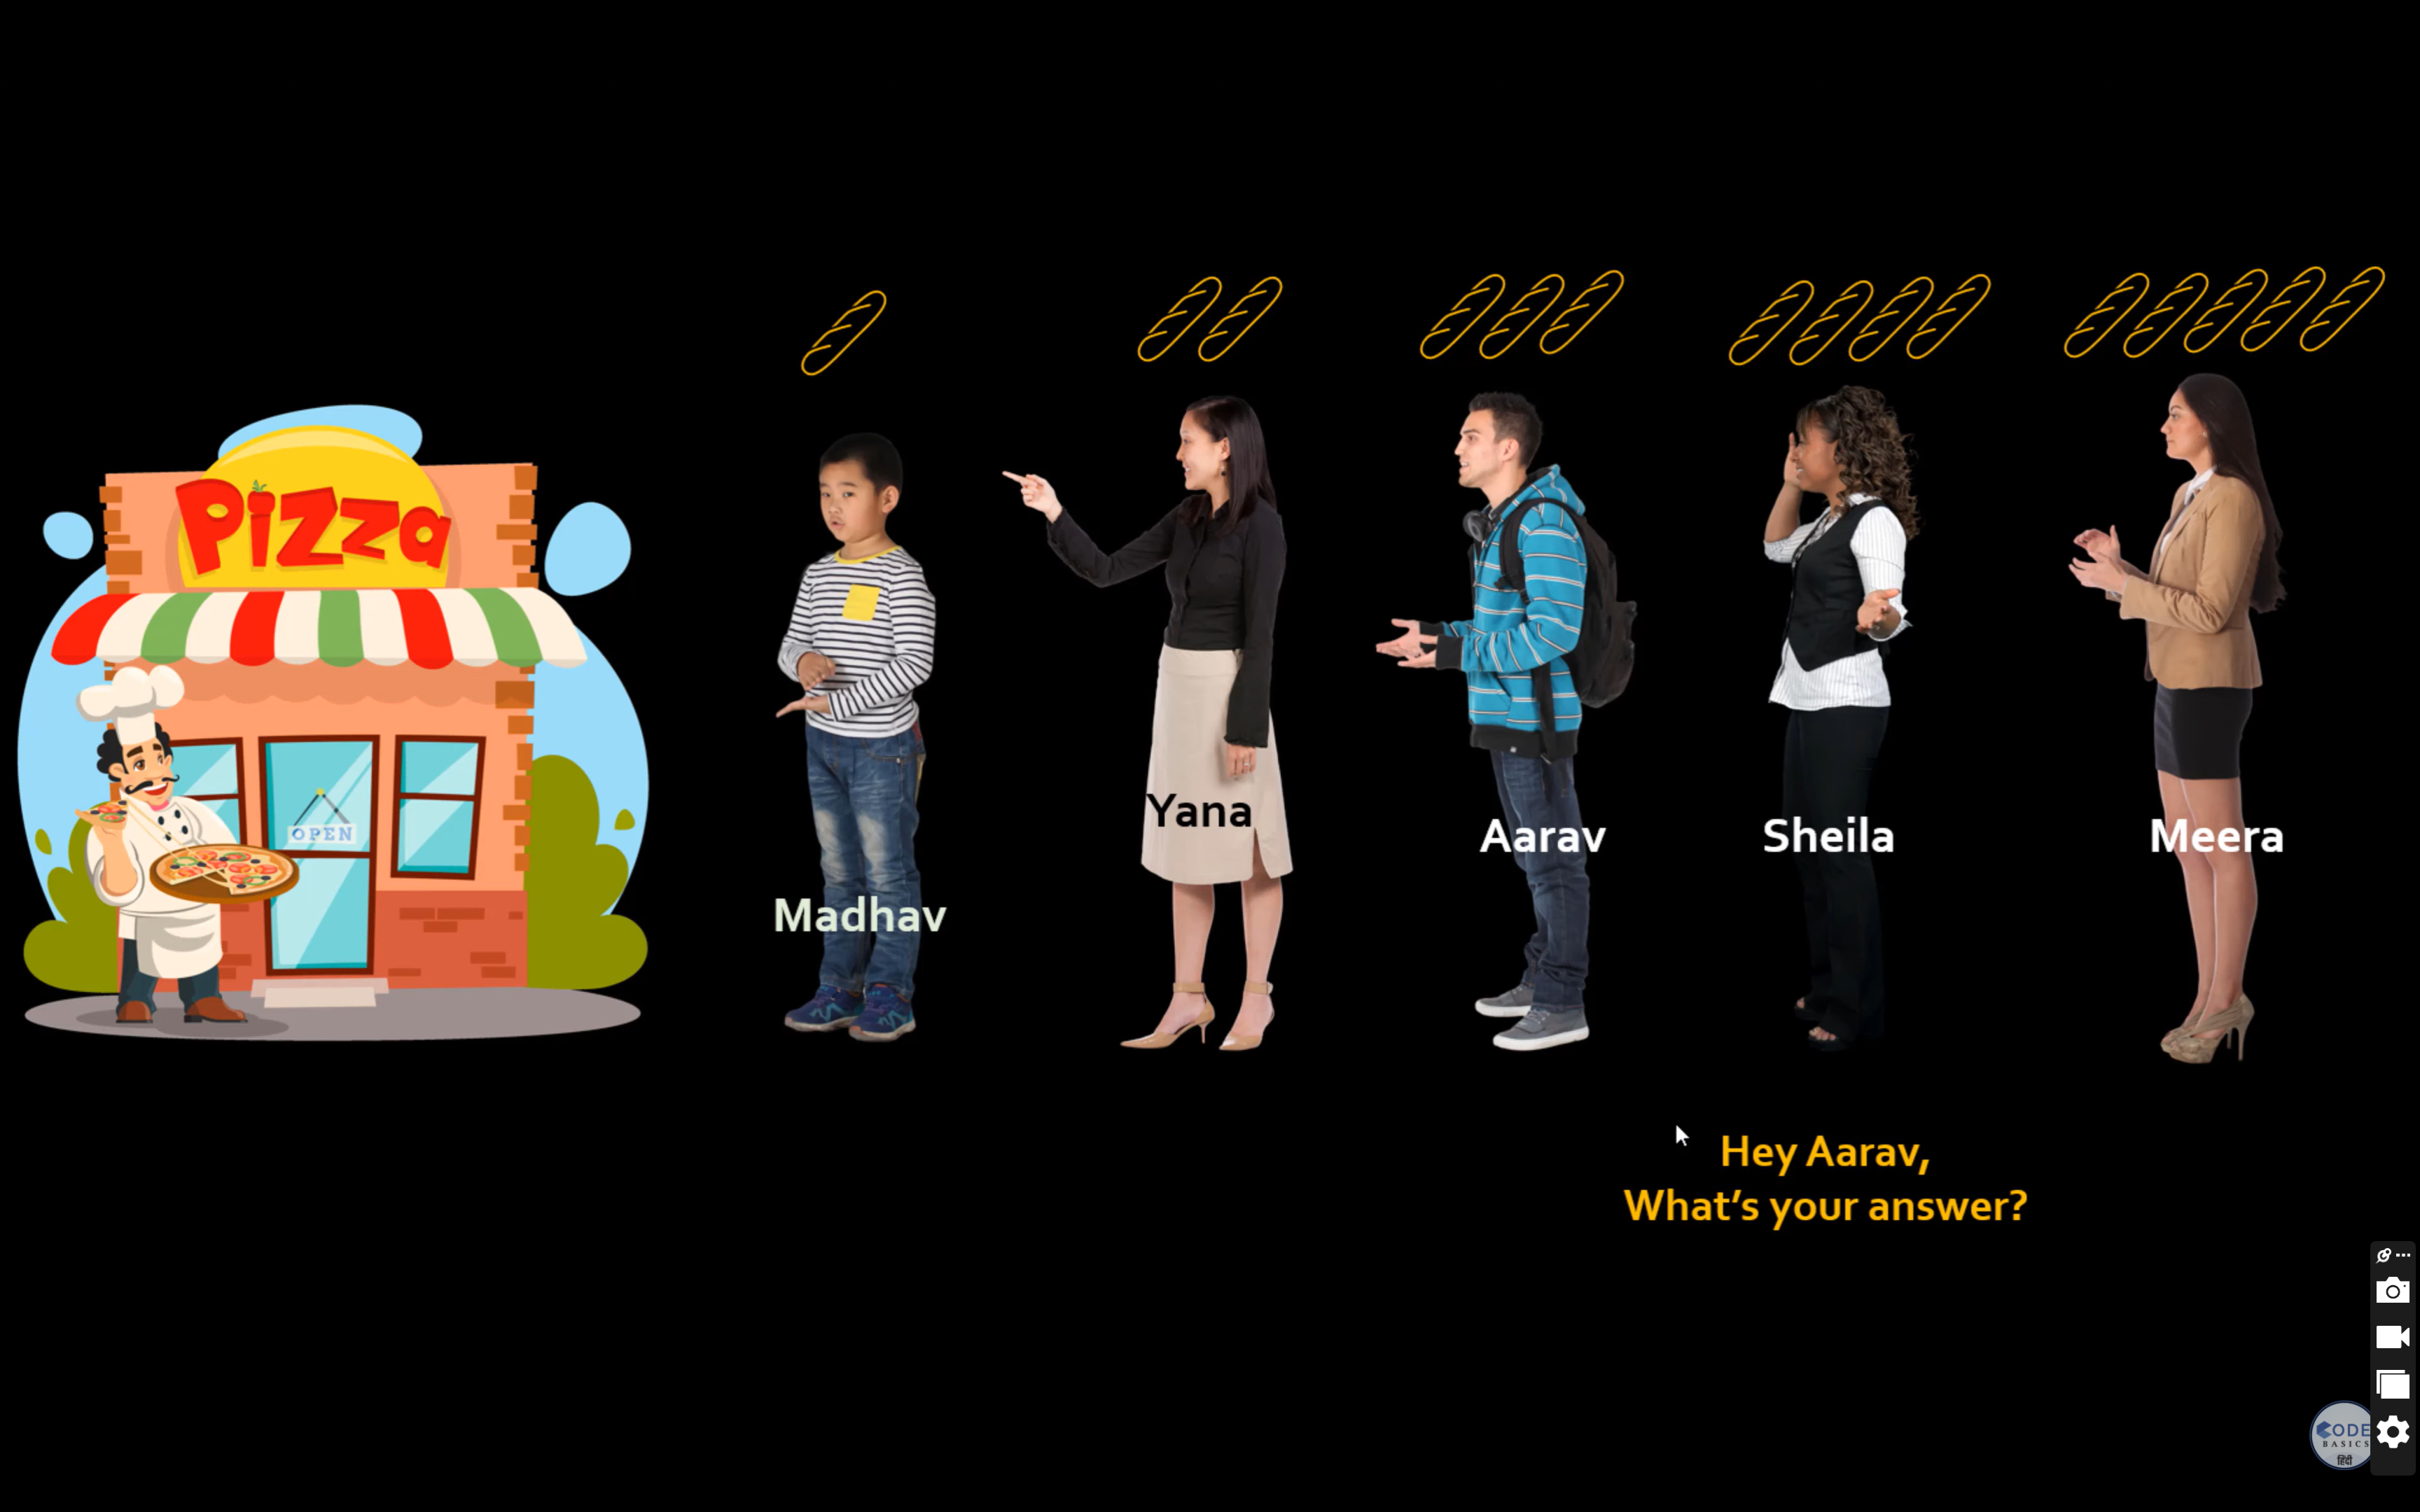 Pizza
OPEN
Madhav
Yana
Aarav
Sheila
Meera
Hey Aarav,
What's your answer?
CODE
BASICS
हिंदी